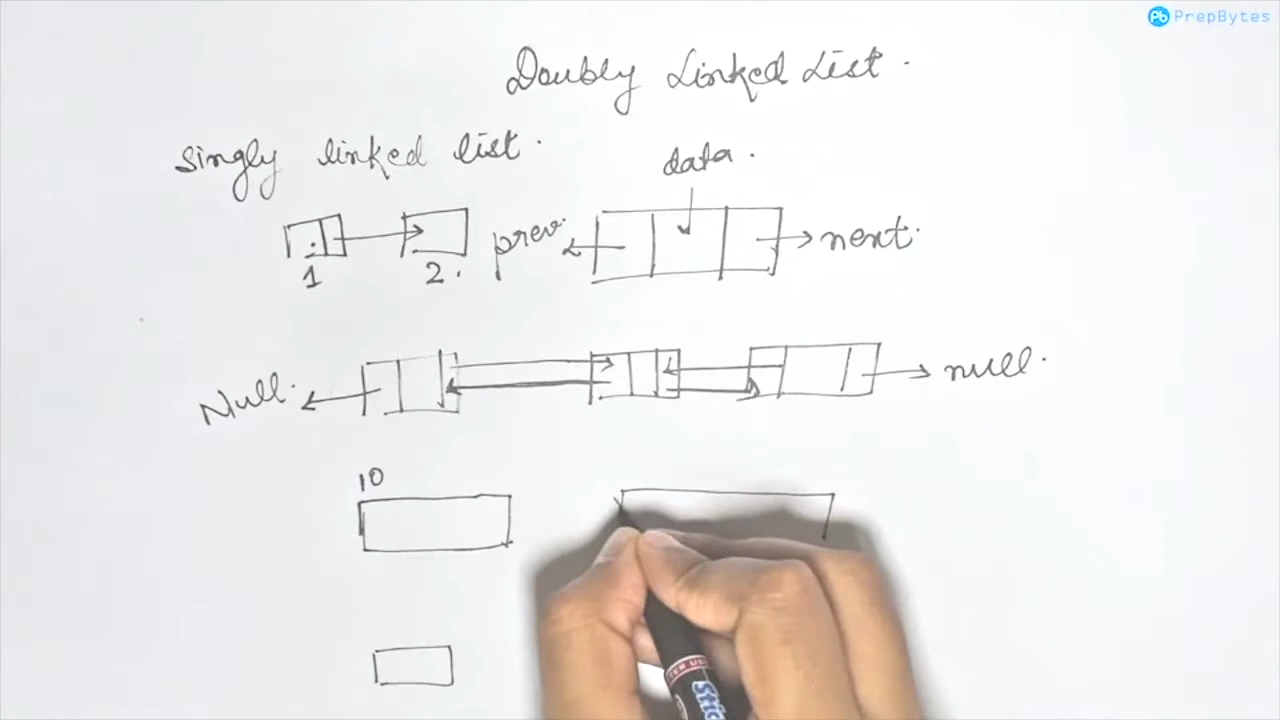 PrepBytes
Doubly Linked List.
Singly linked list.
data.
prev.
next.
1
2.
Null.
null.
10